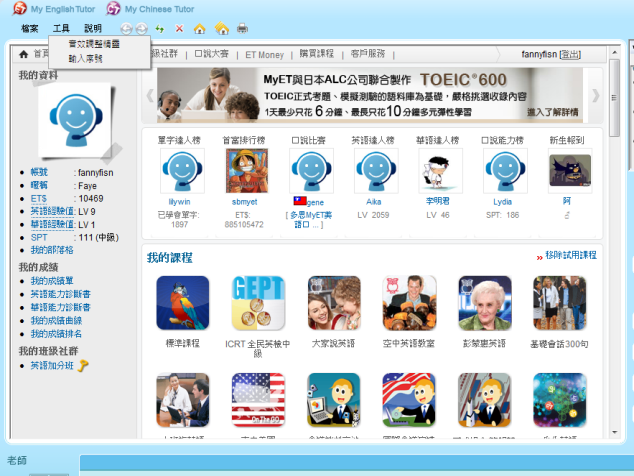 My English Tutor My Chinese Tutor
檔案 工具 說明
音效調整精靈
輸入序號
首頁 級社群 | 口說大賽 | ET Money | 購買課程 | 客戶服務 | fannyfisn [登出]
我的資料
帳號 : fannyfisn
暱稱 : Faye
ET$ : 10469
英語經驗值: LV 9
華語經驗值: LV 1
SPT : 111 (中級)
我的部落格
我的成績
我的成績單
英語能力診斷書
華語能力診斷書
我的成績曲線
我的成績排名
我的班級社群
英語加分班
MyET與日本ALC公司聯合製作 TOEIC®600
TOEIC正式考題、模擬測驗的語料庫為基礎，嚴格挑選收錄內容
1天最少只花6分鐘、最長只花10分鐘多元彈性學習 進入了解詳情
單字達人榜 首富排行榜 口說比賽 英語達人榜 華語達人榜 口說能力榜 新生報到
lilywin sbmyet gene Aika 李明君 Lydia 阿
已學會單字: 1897
ET$: 885105472
[ 多思MyET英語口 ... ]
LV 2059
LV 46
SPT: 186
我的課程 » 移除試用課程
標準課程
GEPT
ICRT 全民英檢中級
大家說英語
空中英語教室
彭蒙惠英語
基礎會話300句
On The GO
老師